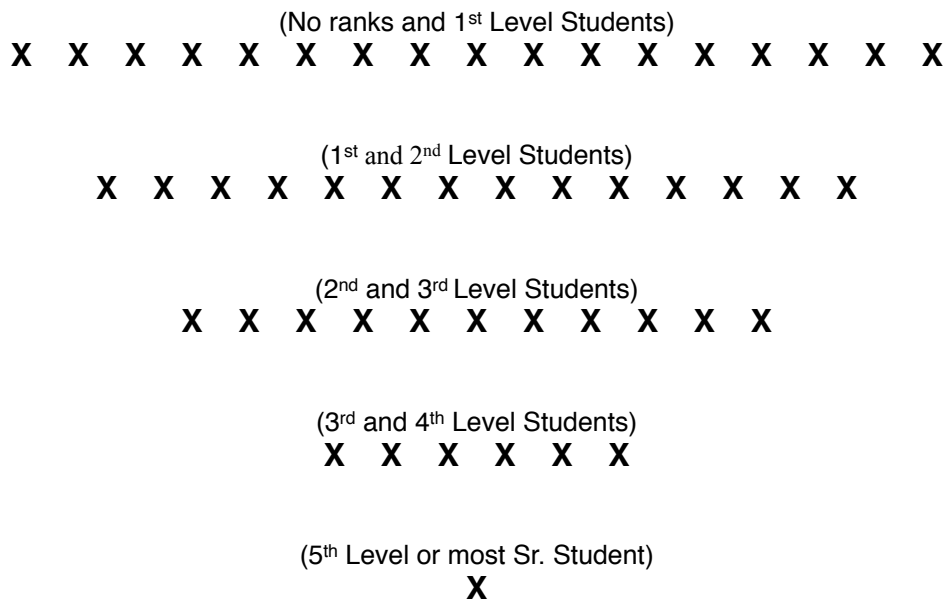 (No ranks and 1st Level Students)
X X X X X X X X X X X X X X X X X
(1st and 2nd Level Students)
X X X X X X X X X X X X X X
(2nd and 3rd Level Students)
X X X X X X X X X X X
(3rd and 4th Level Students)
X X X X X X
(5th Level or most Sr. Student)
X